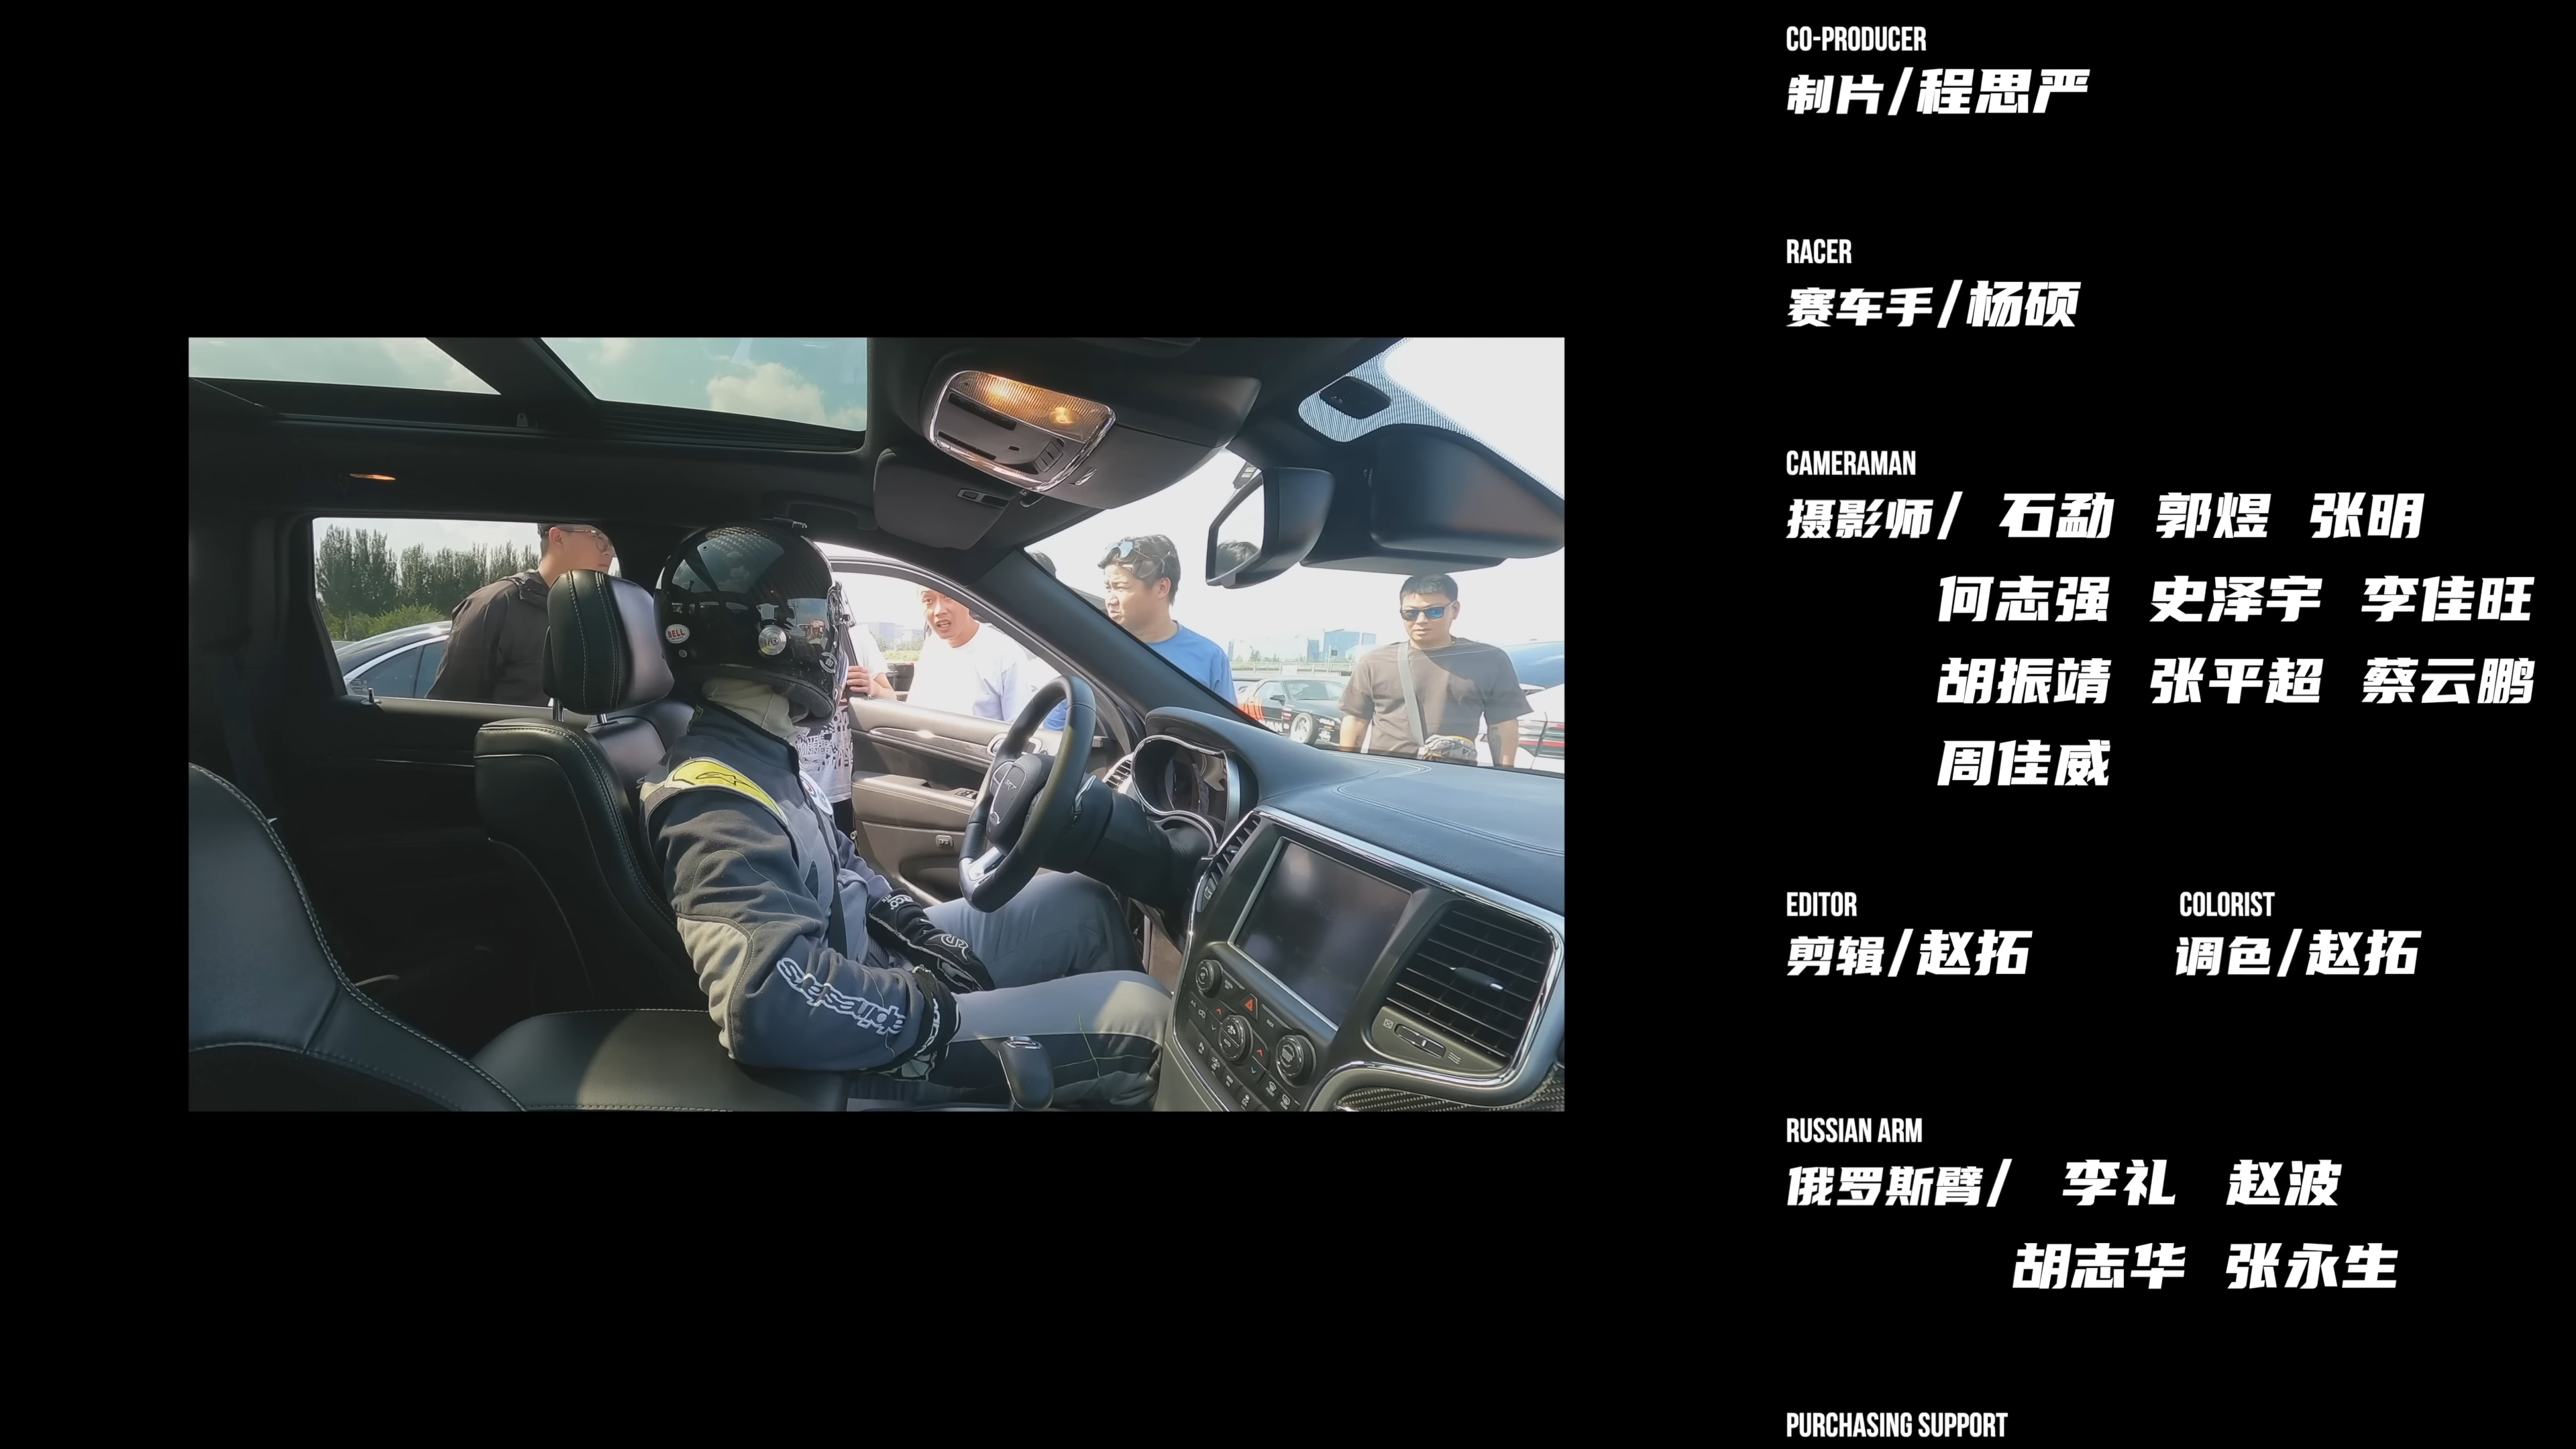 CO-PRODUCER
制片/程思严
RACER
赛车手/杨硕
CAMERAMAN
摄影师/ 石勐 郭煜 张明
何志强 史泽宇 李佳旺
胡振靖 张平超 蔡云鹏
周佳威
EDITOR
剪辑/赵拓
COLORIST
调色/赵拓
RUSSIAN ARM
俄罗斯臂/ 李礼 赵波
胡志华 张永生
PURCHASING SUPPORT
BELL
alpinestars